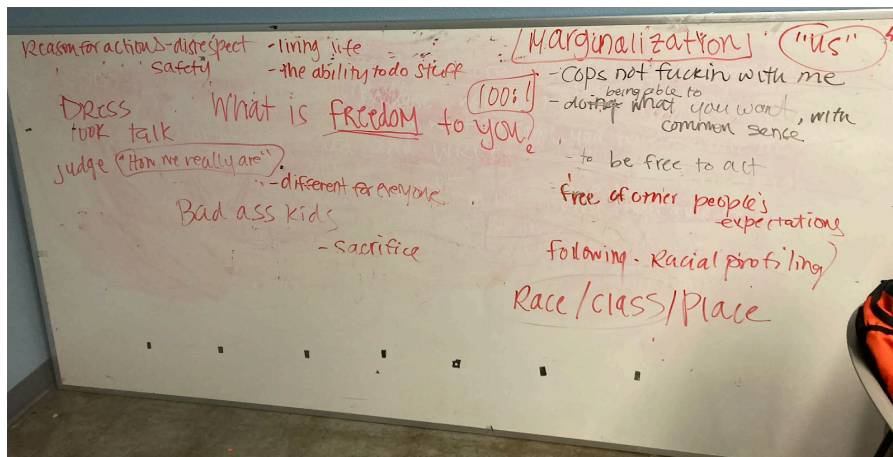 Reason for actions - disrespect
safety
- living life
- the ability to do stuff
Marginalization
"US"
- Cops not fuckin with me
being able to
- doing what you want, with
common sence
100%!
What is freedom to you?
Dress
look talk
judge "How we really are"
- different for everyone
Bad ass kids
- sacrifice
- to be free to act
free of other people's
expectations
following - Racial profiling
Race/class/Place